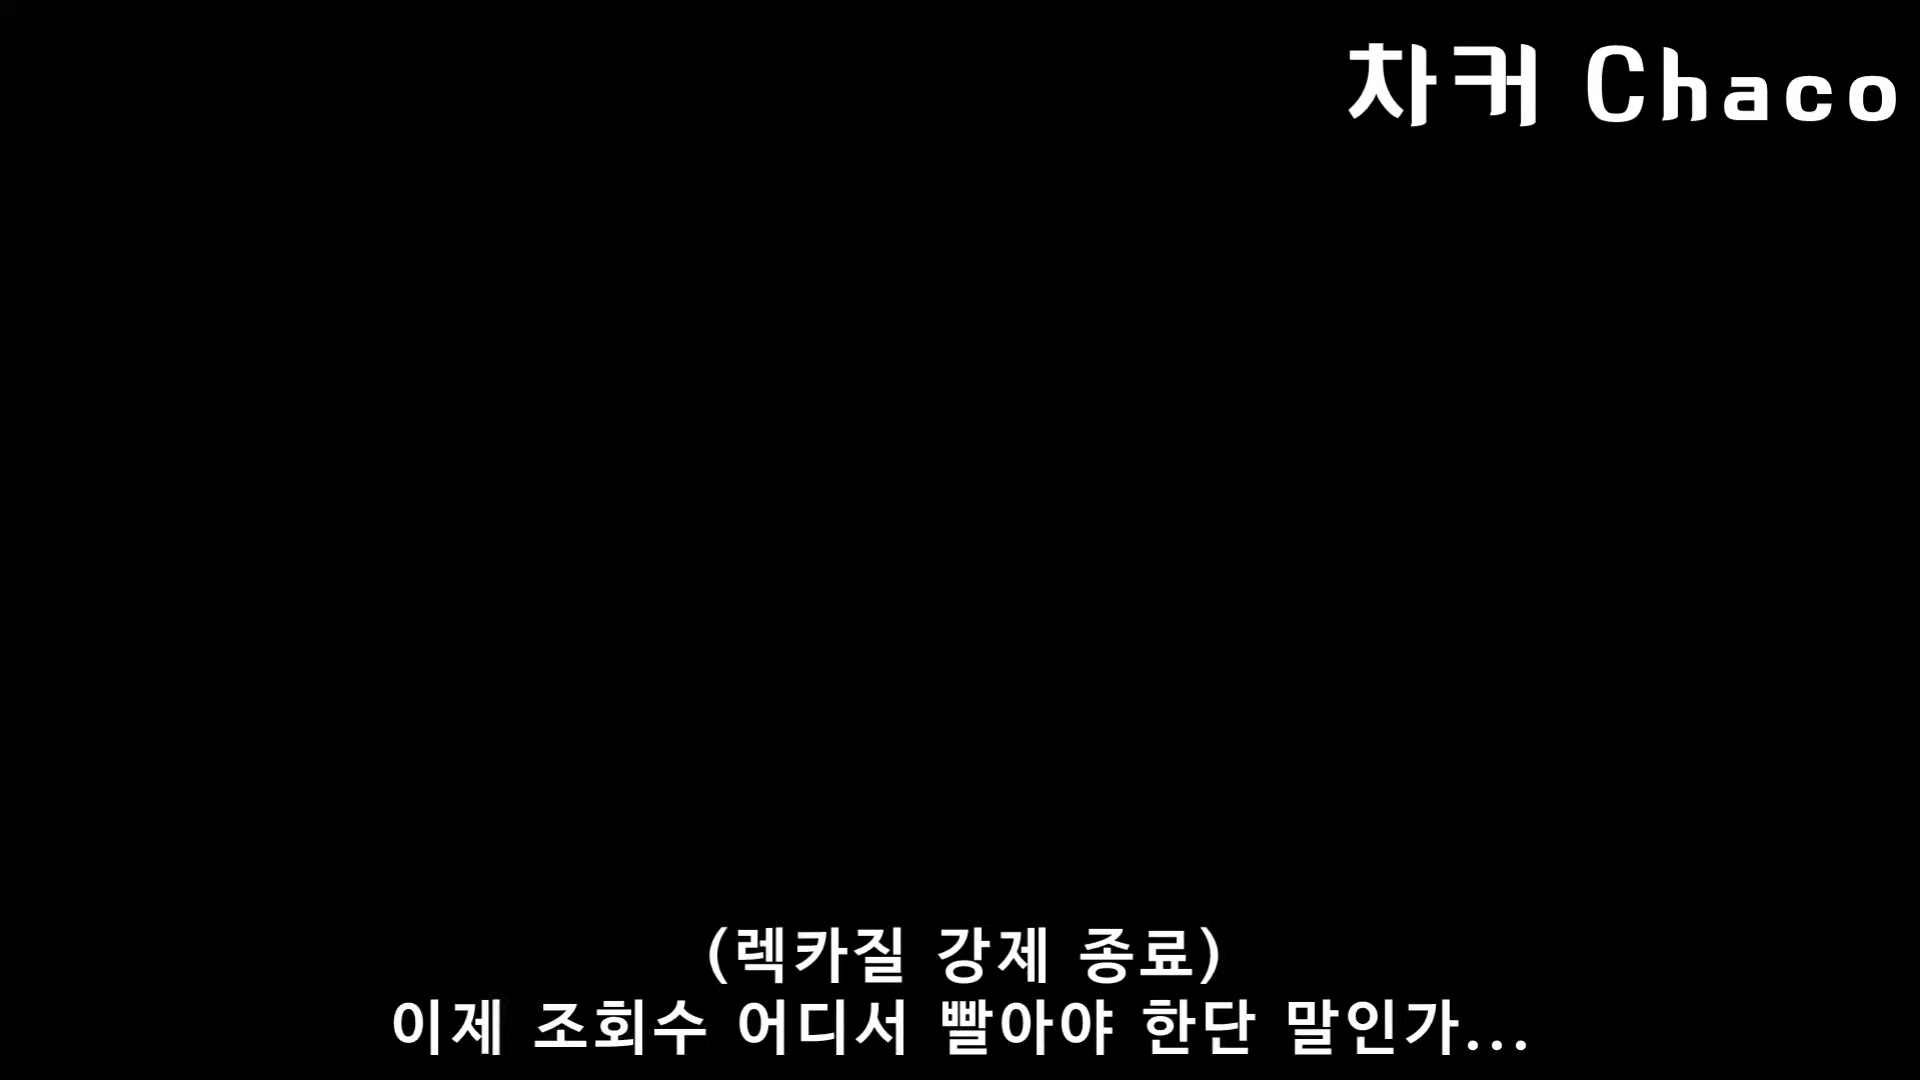 차커 Chaco
(렉카질 강제 종료)
이제 조회수 어디서 빨아야 한단 말인가...